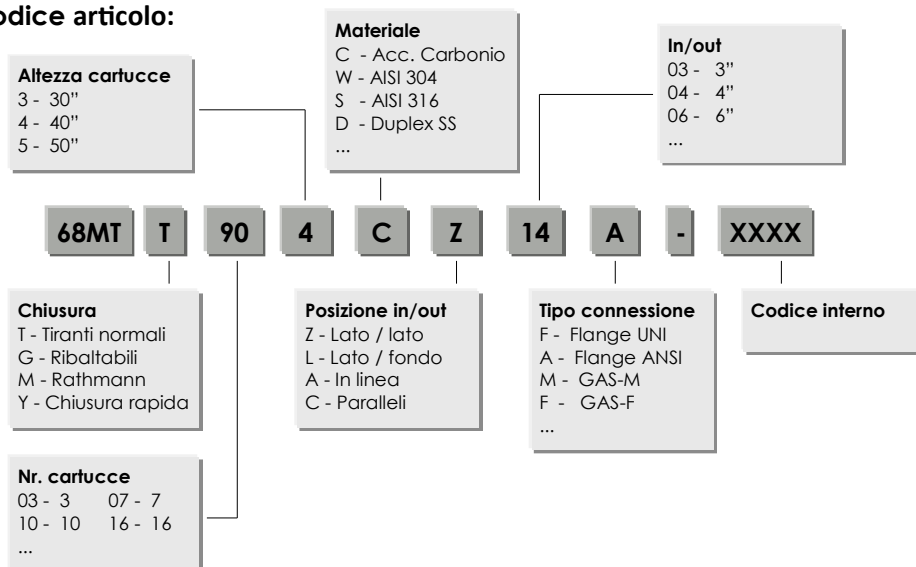 odice articolo:
Altezza cartucce
3 - 30”
4 - 40”
5 - 50”
Materiale
C - Acc. Carbonio
W - AISI 304
S - AISI 316
D - Duplex SS
...
In/out
03 - 3”
04 - 4”
06 - 6”
...
68MT T 90 4 C Z 14 A - XXXX
Chiusura
T - Tiranti normali
G - Ribaltabili
M - Rathmann
Y - Chiusura rapida
Posizione in/out
Z - Lato / lato
L - Lato / fondo
A - In linea
C - Paralleli
Tipo connessione
F - Flange UNI
A - Flange ANSI
M - GAS-M
F - GAS-F
...
Codice interno
Nr. cartucce
03 - 3 07 - 7
10 - 10 16 - 16
...